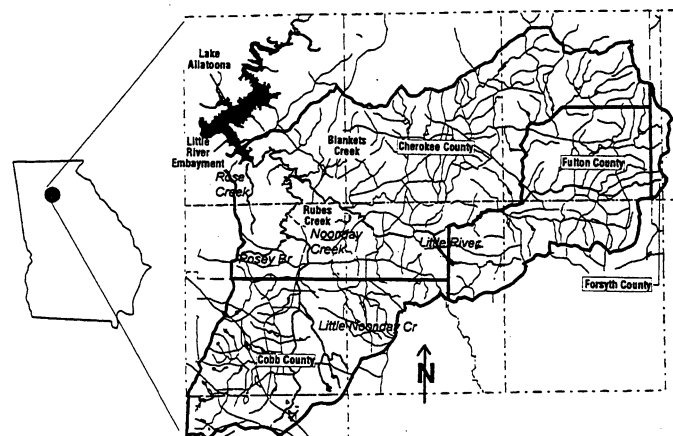 Lake
Allatoona
Little
River
Embayment
Rose
Creek
Blankets
Creek
Cherokee County
Fulton County
Rubes
Creek
Noonday
Creek
Little River
Posey Br
Forsyth County
Little Noonday Cr
Cobb County
N